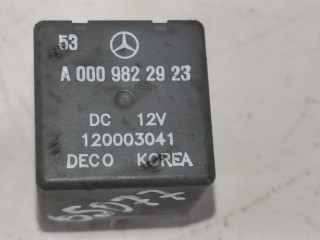 53
A 000 982 29 23
DC 12V
120003041
DECO KOREA